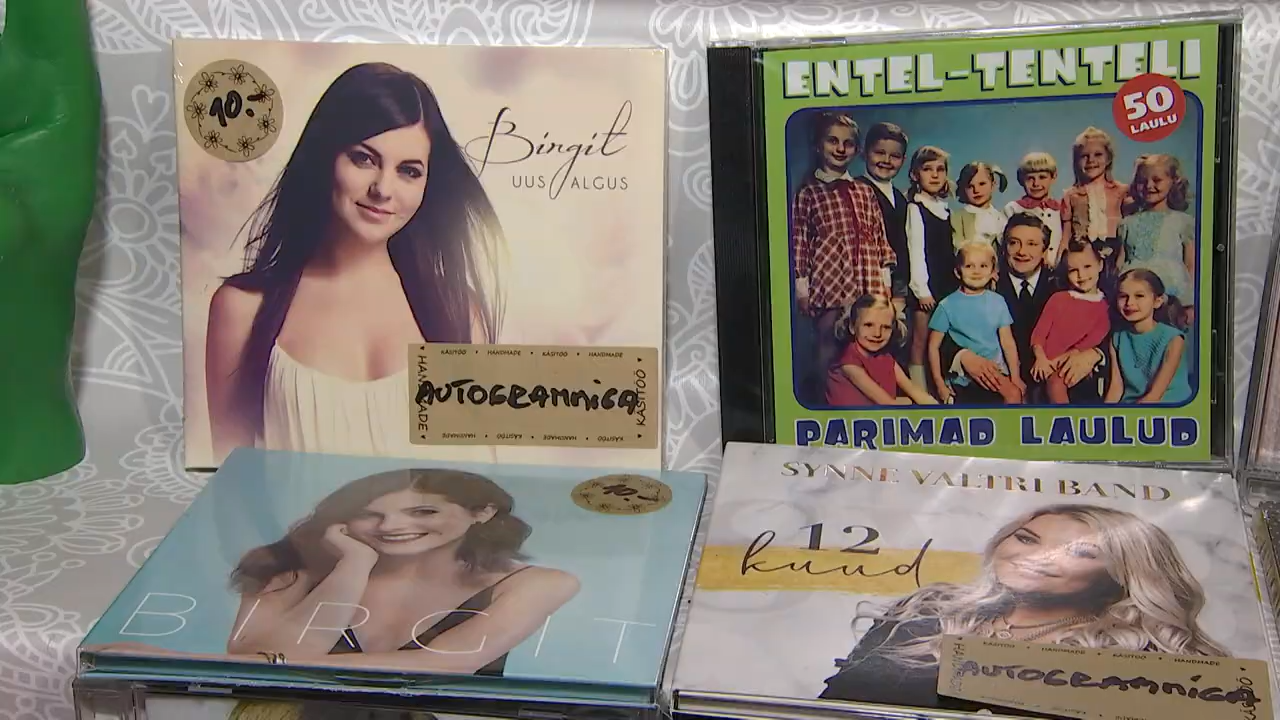 10.-
Birgit
UUS ALGUS
KÄSITÖÖ • HANDMADE • KÄSITÖÖ • HANDMADE
HANDMADE
AUTOGRAMMIGA
KÄSITÖÖ
HANDMADE • KÄSITÖÖ • HANDMADE • KÄSITÖÖ
ENTEL-TENTELI
50
LAULU
PARIMAD LAULUD
10.-
BIRGIT
SYNNE VALTRI BAND
12
kuud
HANDMADE • KÄSITÖÖ • HANDMADE
AUTOGRAMMIGA
KÄSITÖÖ